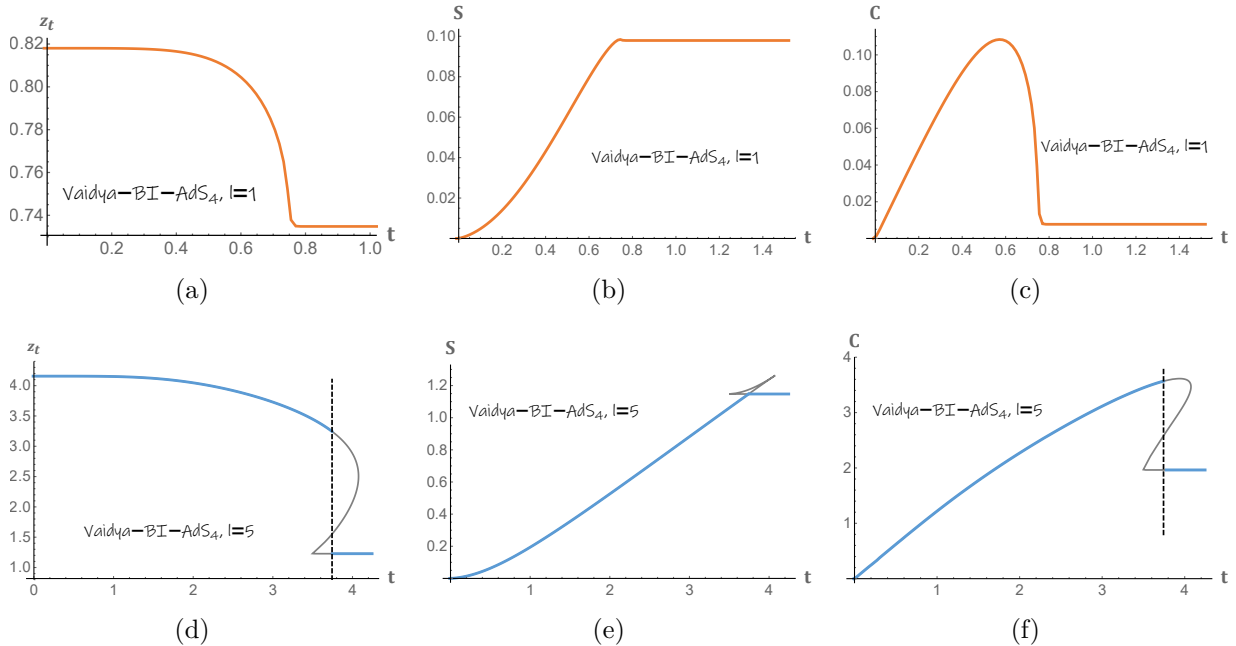 z_t
0.82
0.80
0.78
0.76
0.74
Vaidya-BI-AdS₄, l=1
0.2 0.4 0.6 0.8 1.0 t
(a)
S
0.10
0.08
0.06
0.04
0.02
Vaidya-BI-AdS₄, l=1
0.2 0.4 0.6 0.8 1.0 1.2 1.4 t
(b)
C
0.10
0.08
0.06
0.04
0.02
0.00
Vaidya-BI-AdS₄, l=1
0.2 0.4 0.6 0.8 1.0 1.2 1.4 t
(c)
z_t
4.0
3.5
3.0
2.5
2.0
1.5
1.0
Vaidya-BI-AdS₄, l=5
0 1 2 3 4 t
(d)
S
1.2
1.0
0.8
0.6
0.4
0.2
Vaidya-BI-AdS₄, l=5
0 1 2 3 4 t
(e)
C
4
3
2
1
Vaidya-BI-AdS₄, l=5
0 1 2 3 4 t
(f)